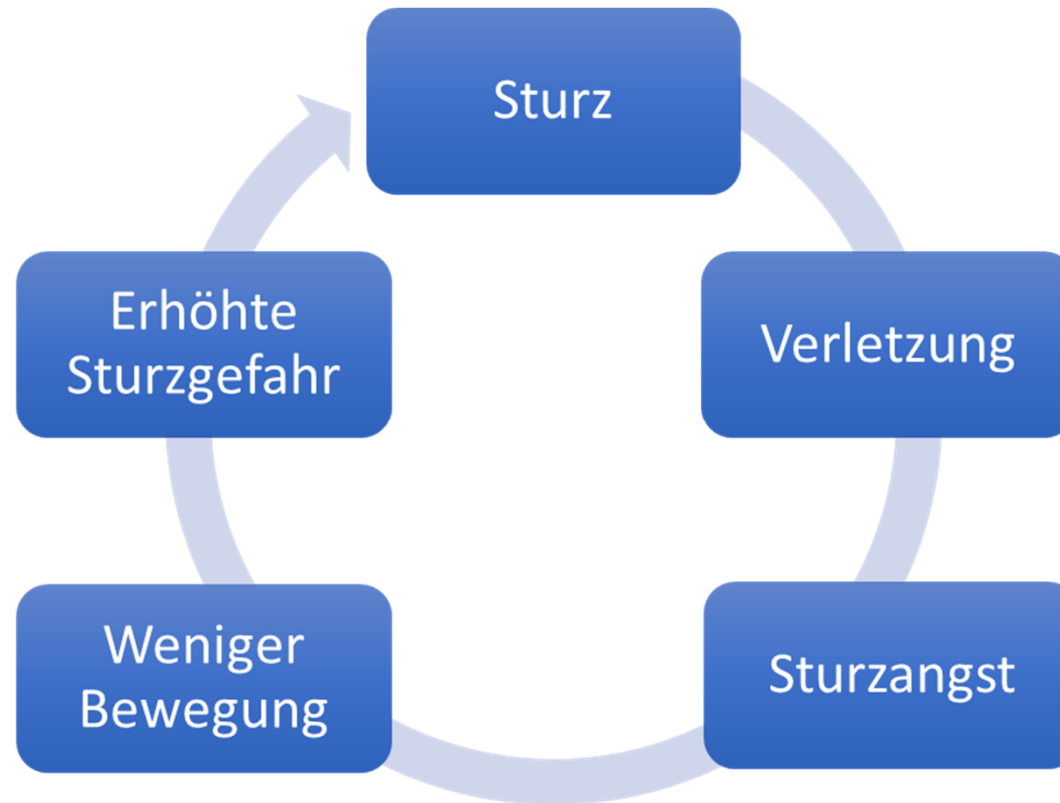 Sturz
Verletzung
Sturzangst
Weniger
Bewegung
Erhöhte
Sturzgefahr